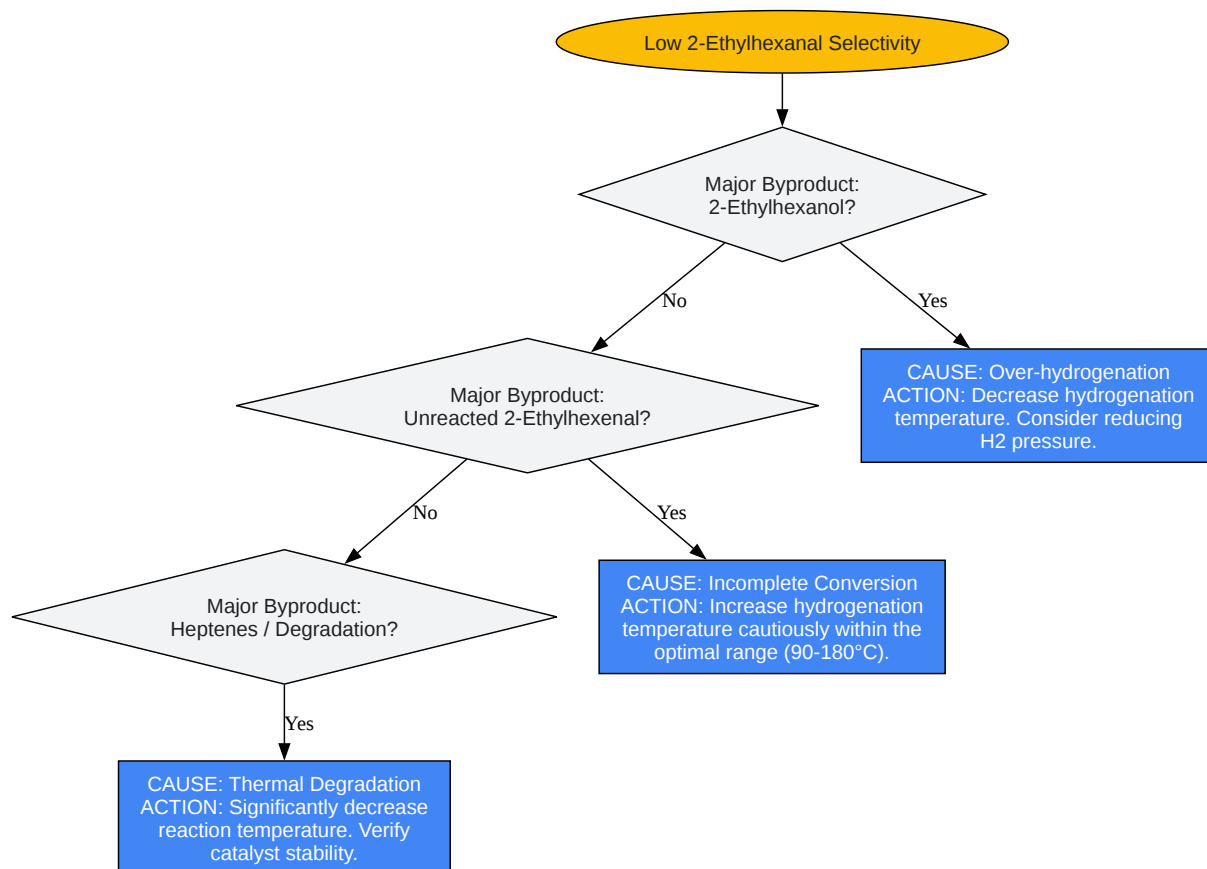 Low 2-Ethylhexanal Selectivity
Major Byproduct:
2-Ethylhexanol?
No
Yes
CAUSE: Over-hydrogenation
ACTION: Decrease hydrogenation
temperature. Consider reducing
H2 pressure.
Major Byproduct:
Unreacted 2-Ethylhexenal?
No
Yes
CAUSE: Incomplete Conversion
ACTION: Increase hydrogenation
temperature cautiously within the
optimal range (90-180°C).
Major Byproduct:
Heptenes / Degradation?
Yes
CAUSE: Thermal Degradation
ACTION: Significantly decrease
reaction temperature. Verify
catalyst stability.